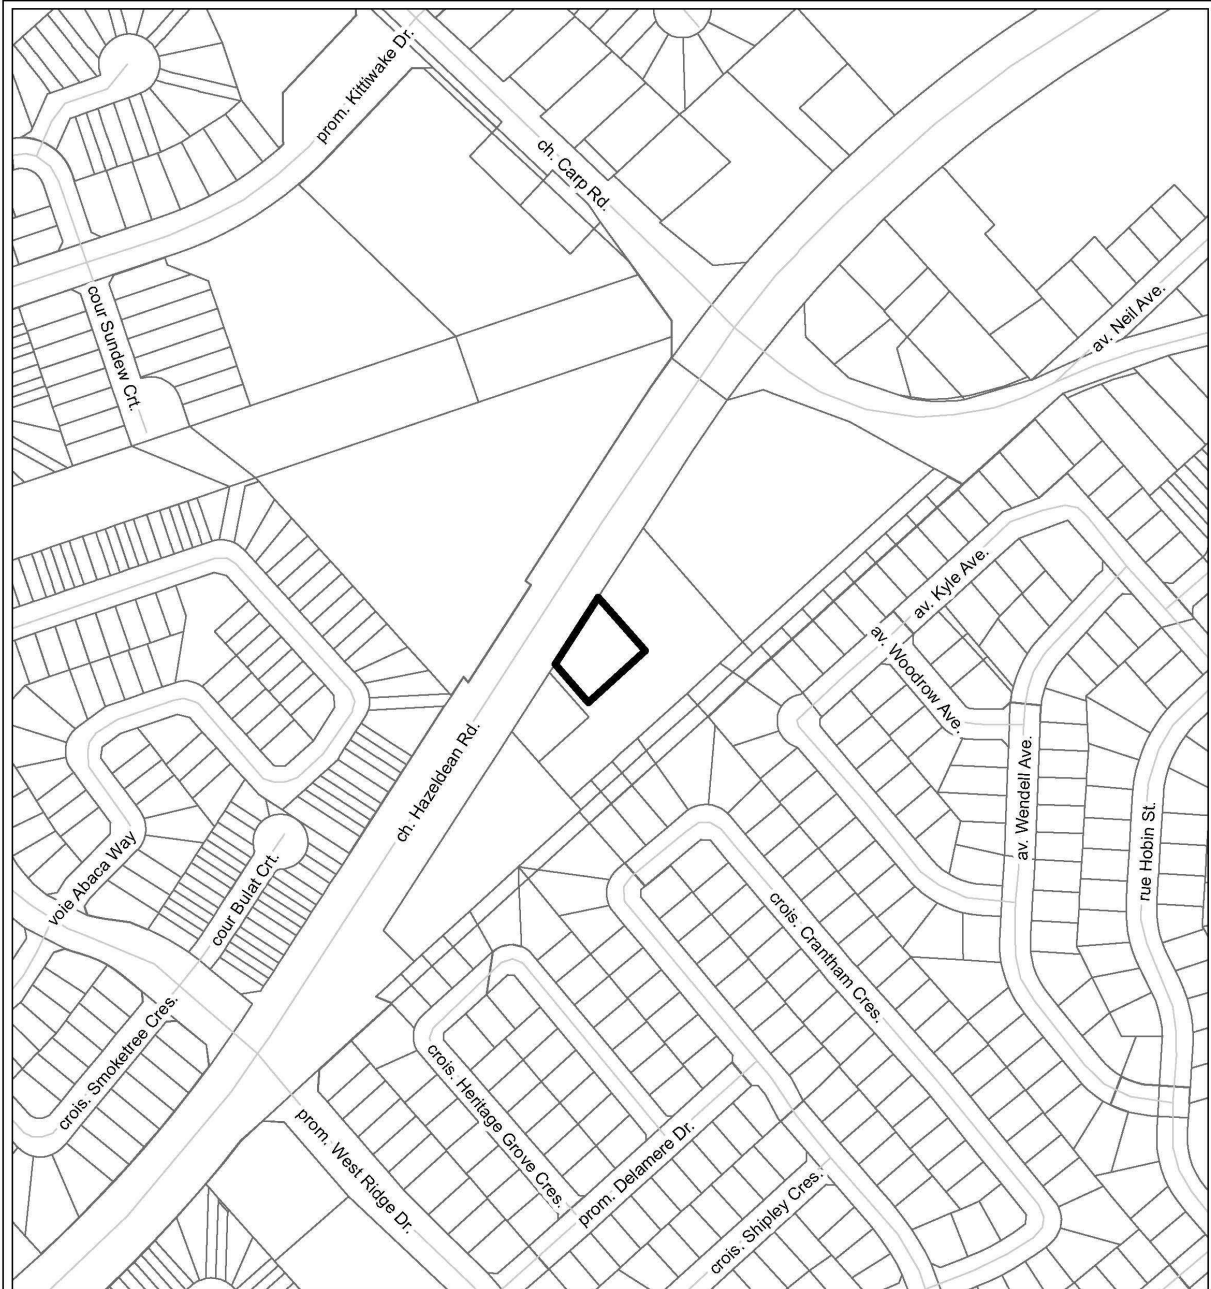 prom. Kittiwake Dr.
ch. Carp Rd.
cour Sundew Crt.
av. Neil Ave.
av. Kyle Ave.
av. Woodrow Ave.
ch. Hazeldean Rd.
av. Wendell Ave.
rue Hobin St.
voie Abaca Way
cour Bulat Crt.
crois. Crantham Cres.
crois. Smoketree Cres.
crois. Heritage Grove Cres.
prom. West Ridge Dr.
prom. Delamere Dr.
crois. Shipley Cres.